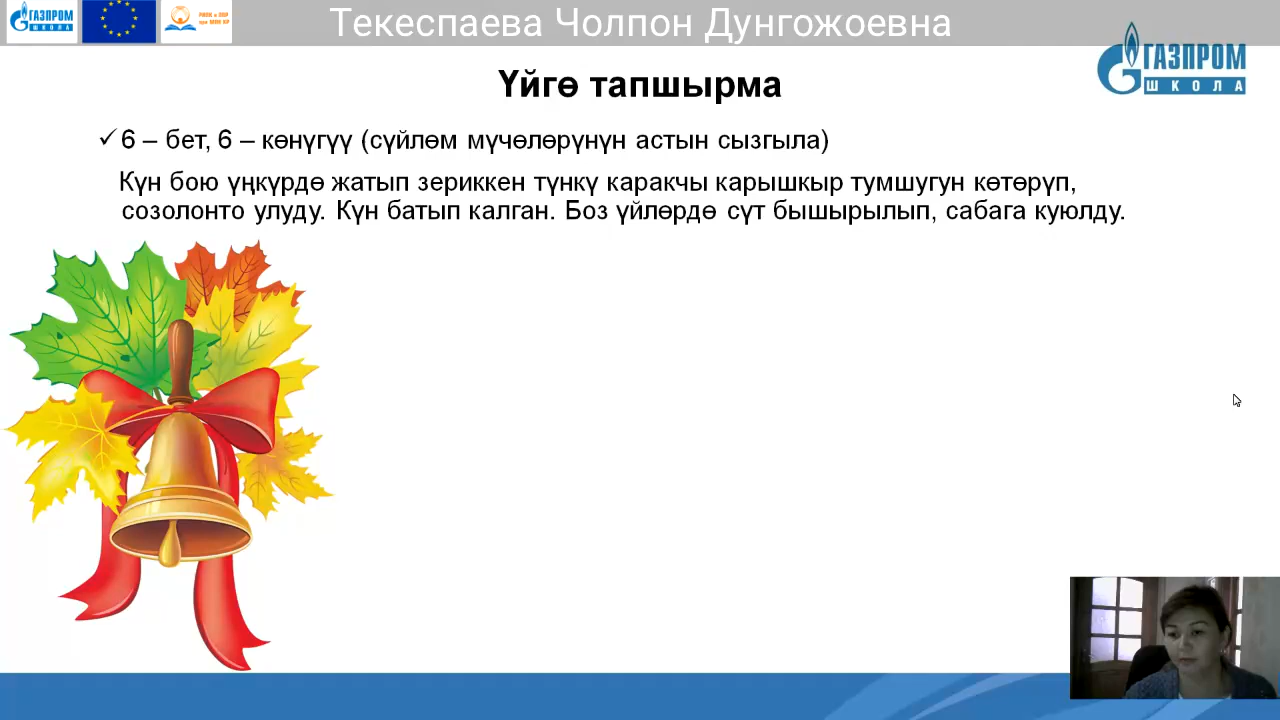 ГАЗПРОМ
ШКОЛА
Текеспаева Чолпон Дунгожоевна
ГАЗПРОМ
ШКОЛА
Үйгө тапшырма
✓ 6 – бет, 6 – көнүгүү (сүйлөм мүчөлөрүнүн астын сызгыла)
Күн бою үңкүрдө жатып зериккен түнкү каракчы карышкыр тумшугун көтөрүп,
созолонто улуду. Күн батып калган. Боз үйлөрдө сүт бышырылып, сабага куюлду.